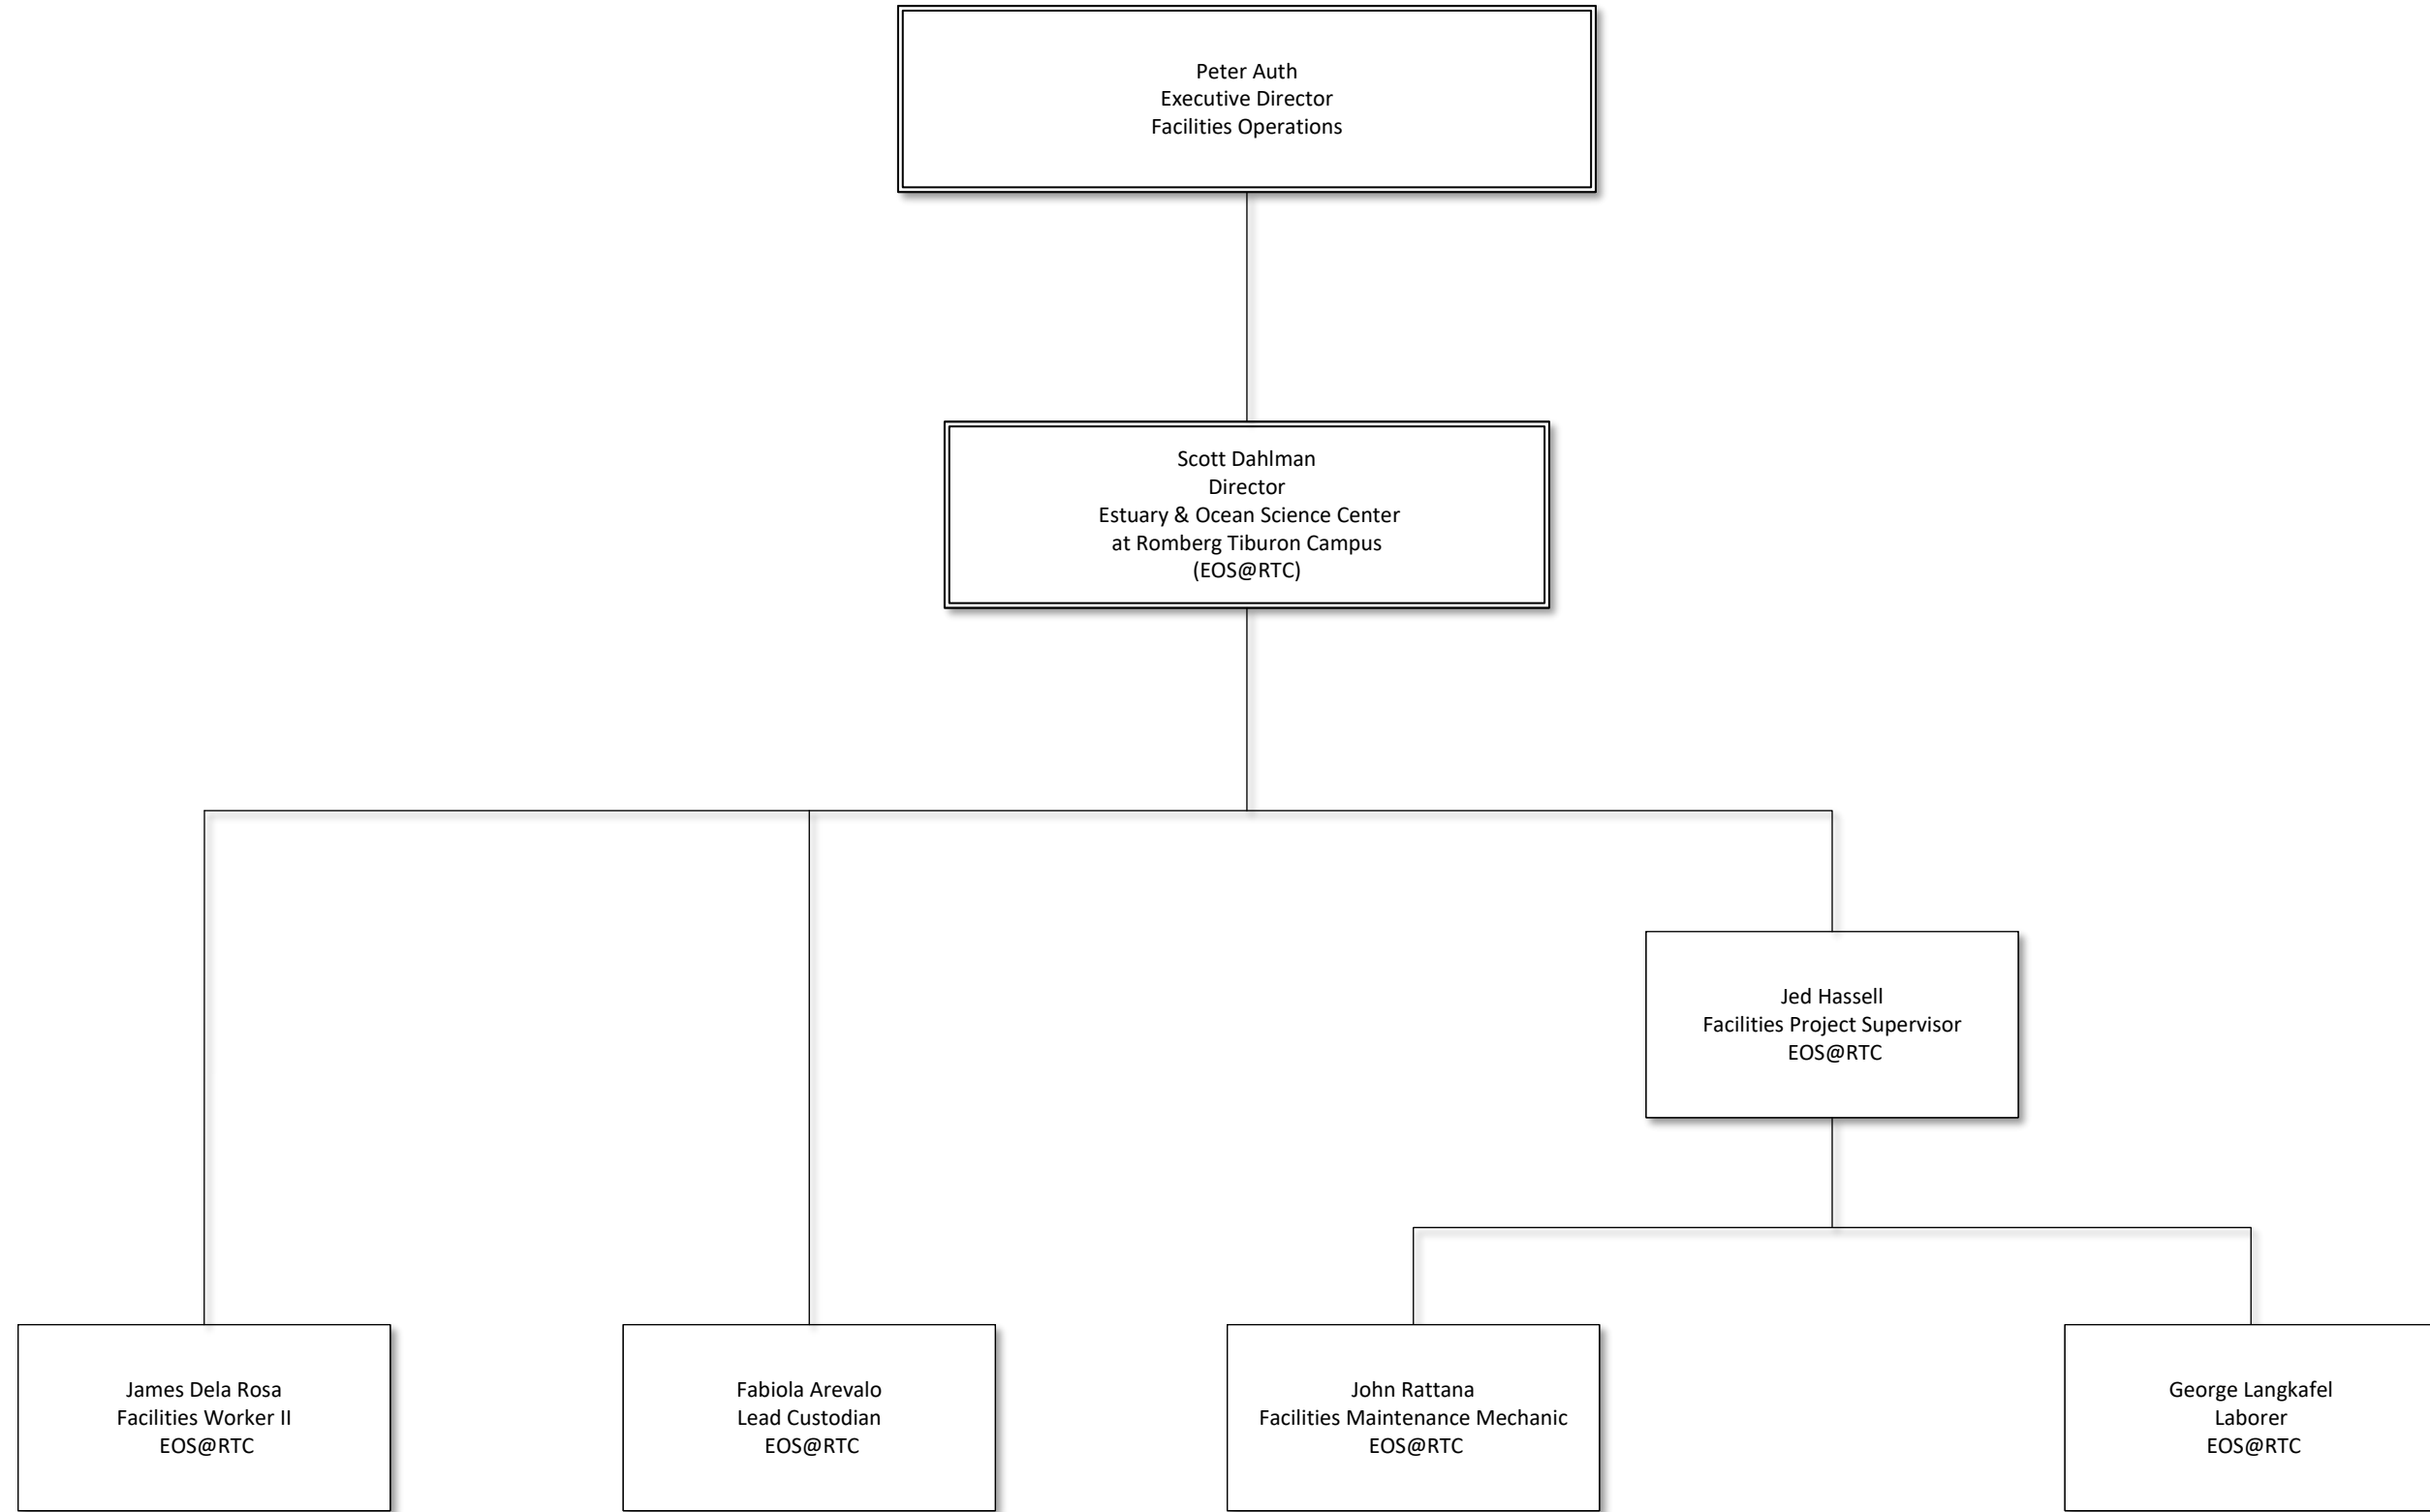 Peter Auth
Executive Director
Facilities Operations
Scott Dahlman
Director
Estuary & Ocean Science Center
at Romberg Tiburon Campus
(EOS@RTC)
Jed Hassell
Facilities Project Supervisor
EOS@RTC
James Dela Rosa
Facilities Worker II
EOS@RTC
Fabiola Arevalo
Lead Custodian
EOS@RTC
John Rattana
Facilities Maintenance Mechanic
EOS@RTC
George Langkafel
Laborer
EOS@RTC